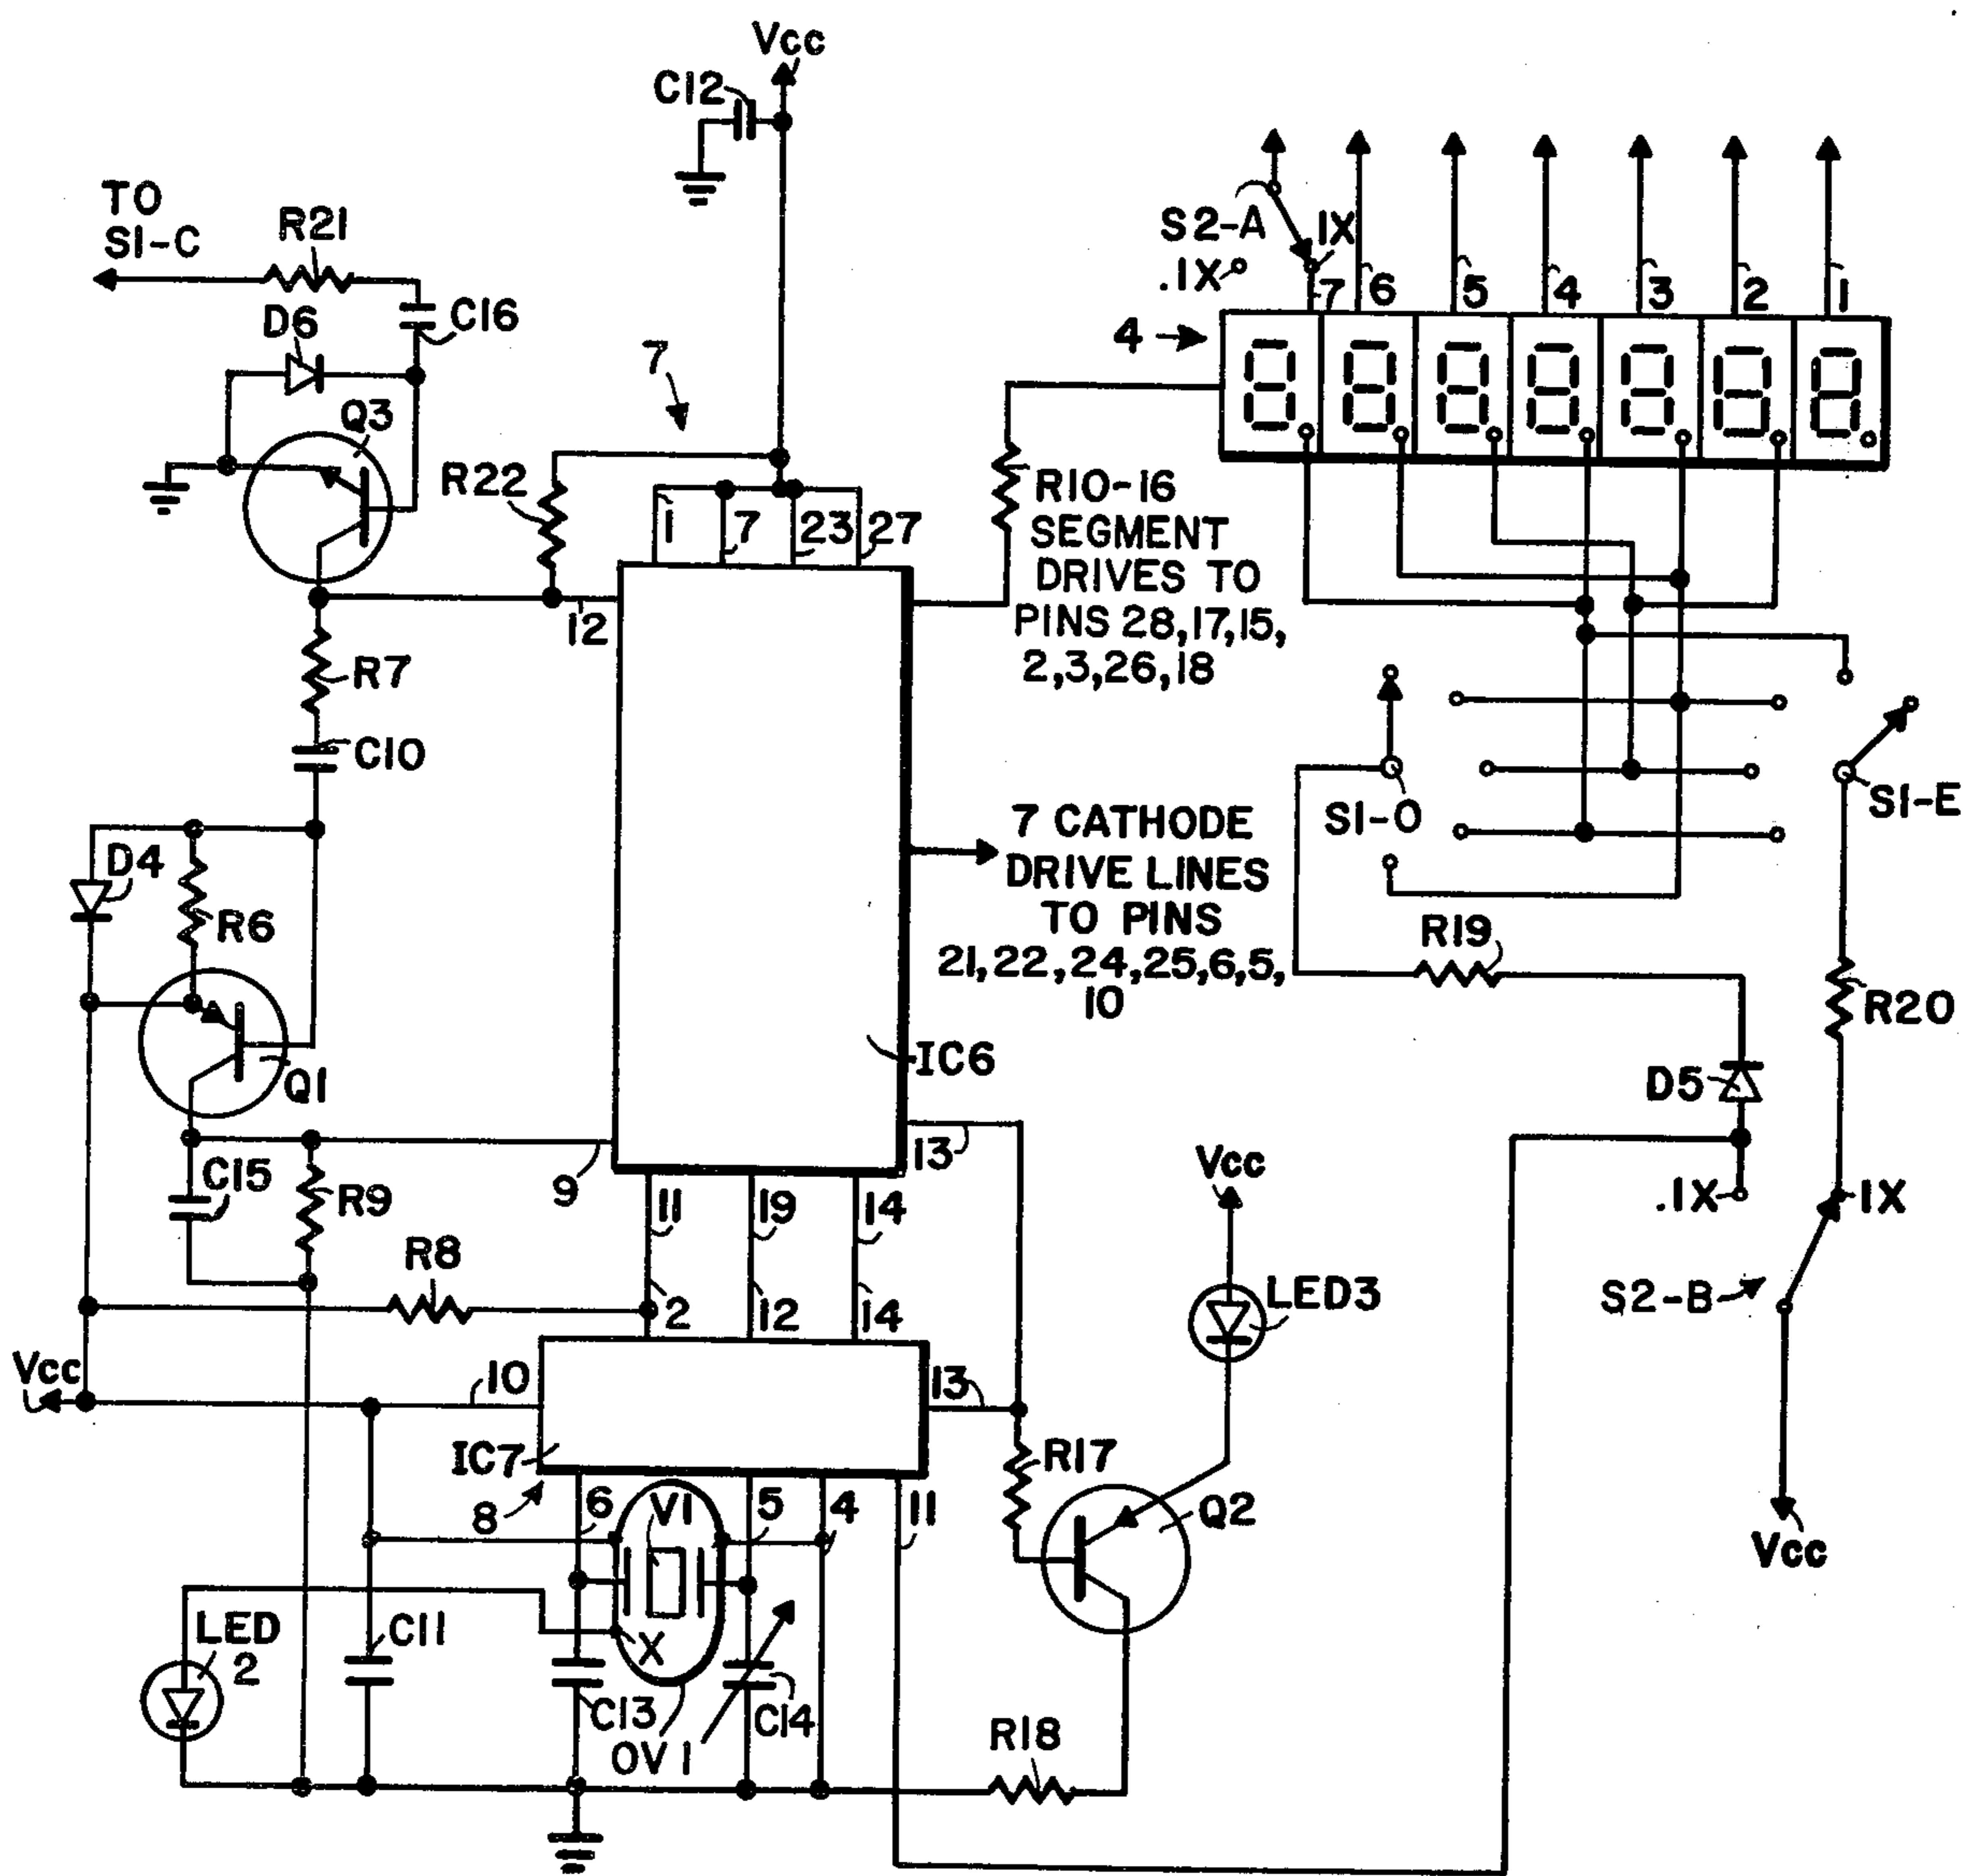 Vcc
C12
TO
S1-C
R21
D6
C16
Q3
7
S2-A
1X
.1X
7
6
5
4
3
2
1
4
R22
1
7
23
27
R10-16
SEGMENT
DRIVES TO
PINS 28,17,15,
2,3,26,18
12
R7
C10
D4
R6
Q1
7 CATHODE
DRIVE LINES
TO PINS
21,22,24,25,6,5,
10
S1-O
S1-E
R19
R20
IC6
D5
13
C15
R9
9
11
19
14
R8
2
12
14
Vcc
.1X
1X
LED3
S2-B
Vcc
10
13
IC7
8
6
V1
5
4
11
R17
Q2
Vcc
LED
2
C11
X
C13
OV1
C14
R18